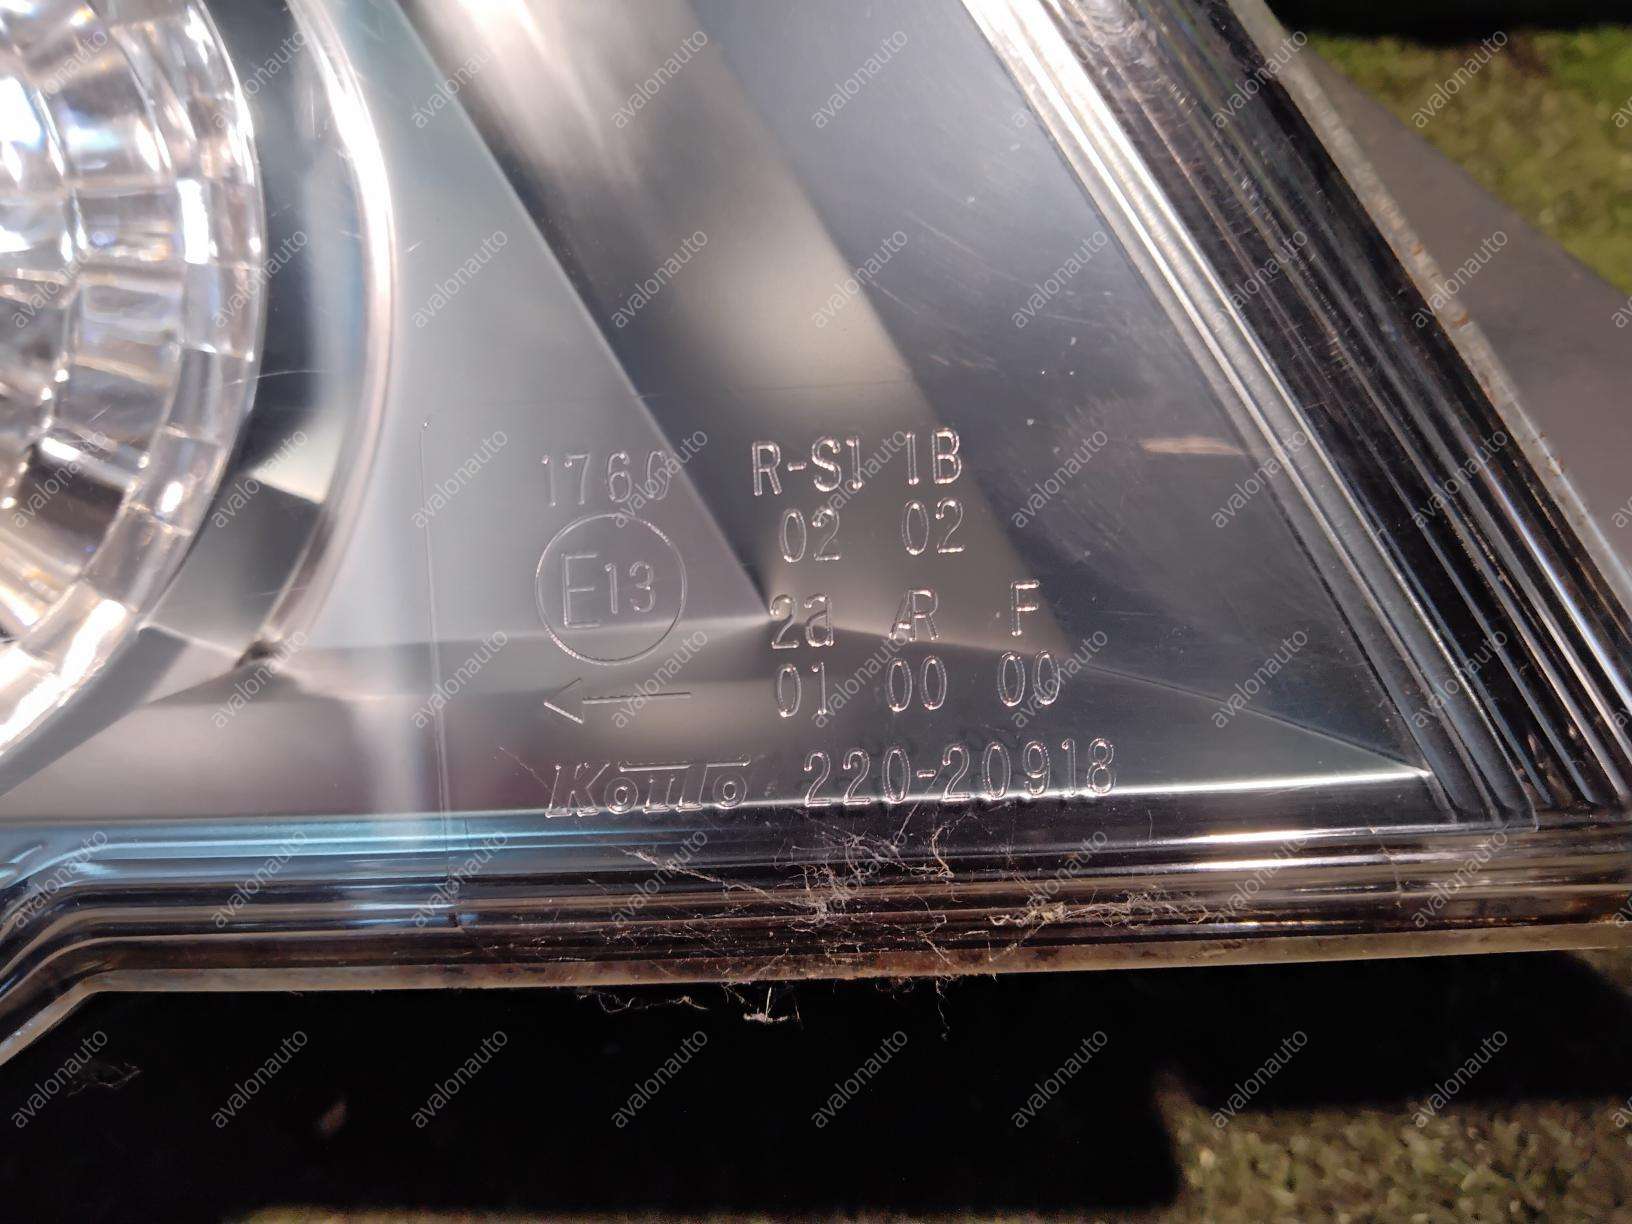 1760 R-S1 1B
02 02
E13
2a AR F
01 00 00
←
Koito 220-20918
avalonauto